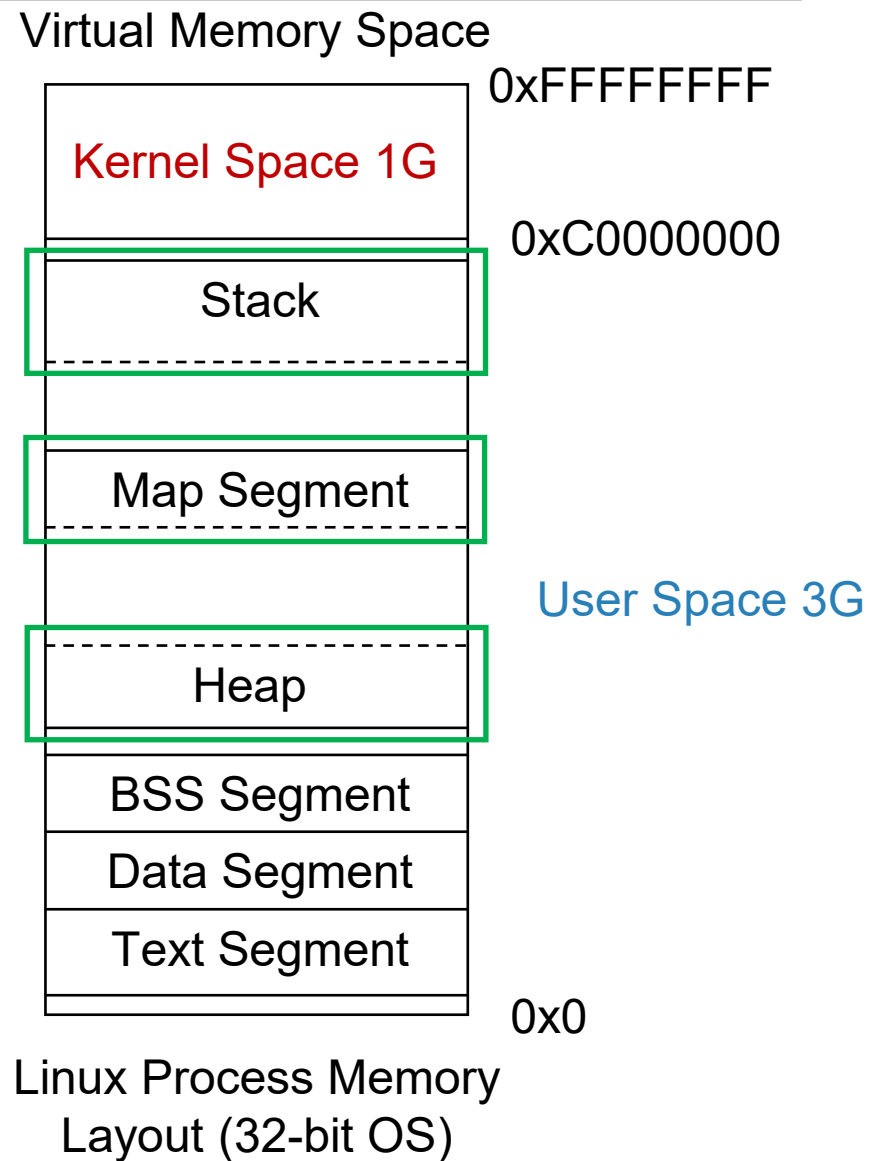 Virtual Memory Space
0xFFFFFFFF
Kernel Space 1G
0xC0000000
Stack
Map Segment
User Space 3G
Heap
BSS Segment
Data Segment
Text Segment
0x0
Linux Process Memory
Layout (32-bit OS)